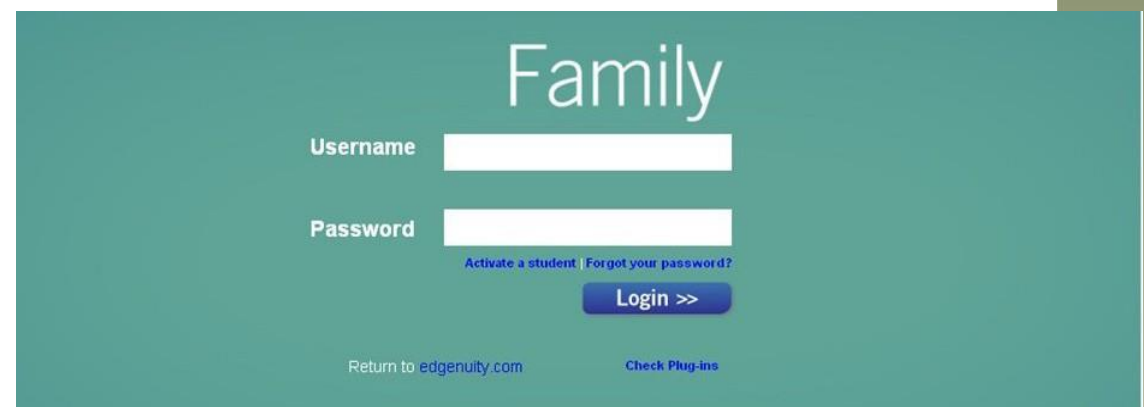 Family
Username
Password
Activate a student | Forgot your password?
Login >>
Return to edgenuity.com
Check Plug-ins